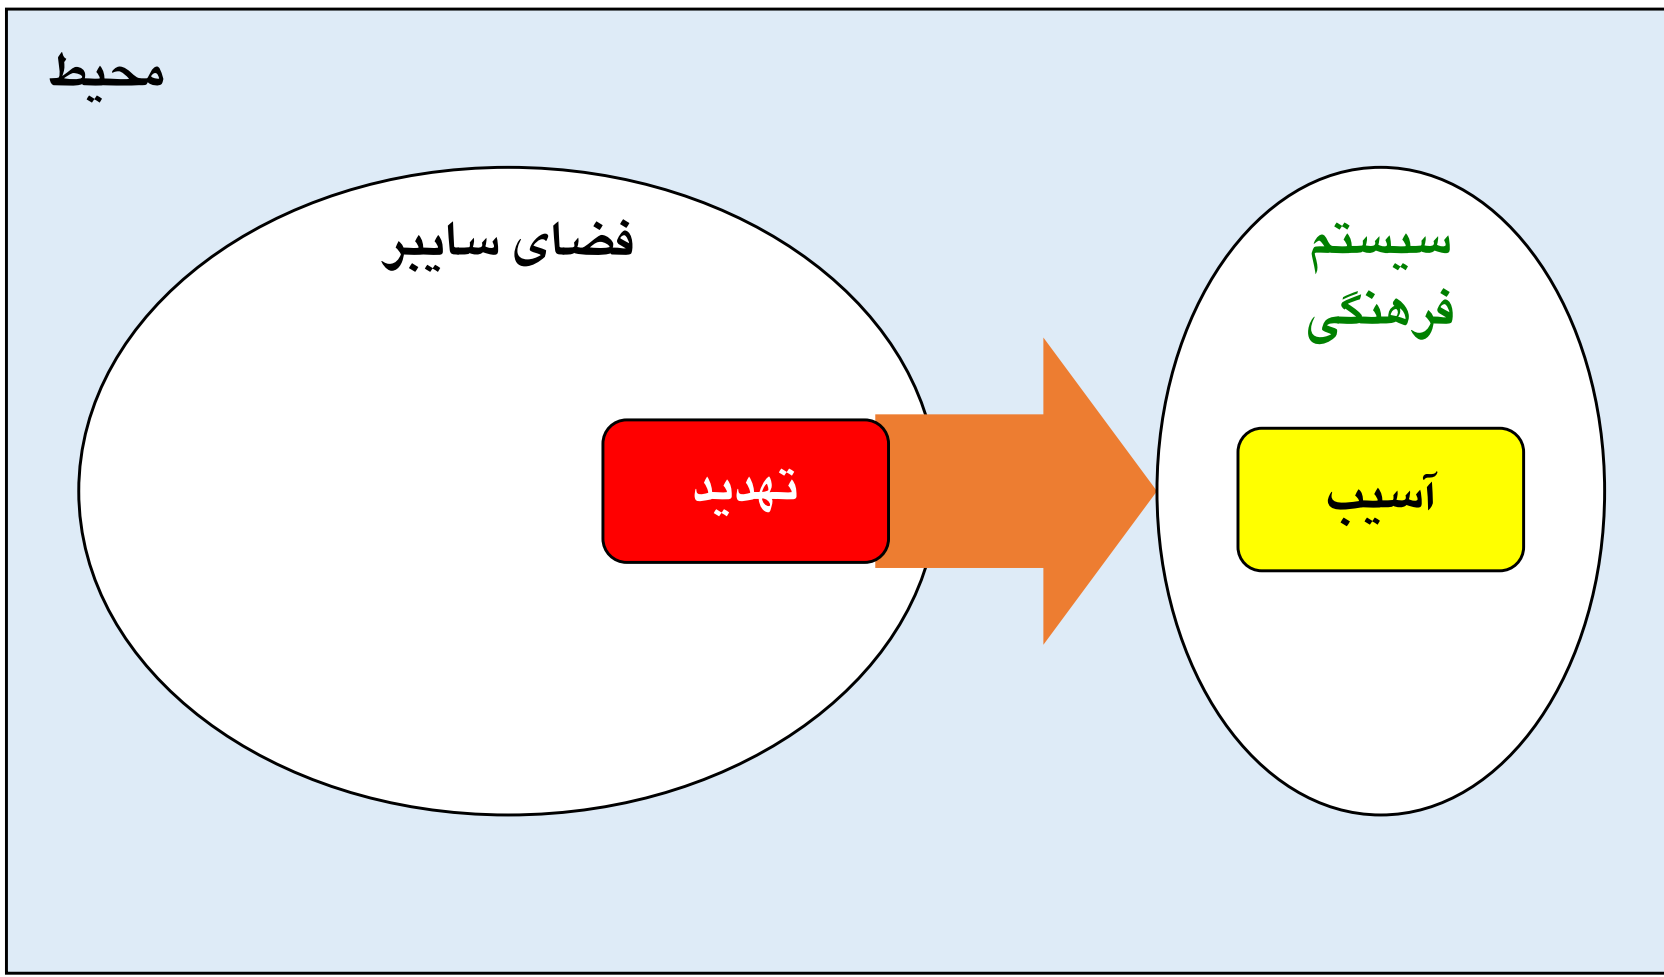 محیط
فضای سایبر
سیستم
فرهنگی
تهدید
آسیب